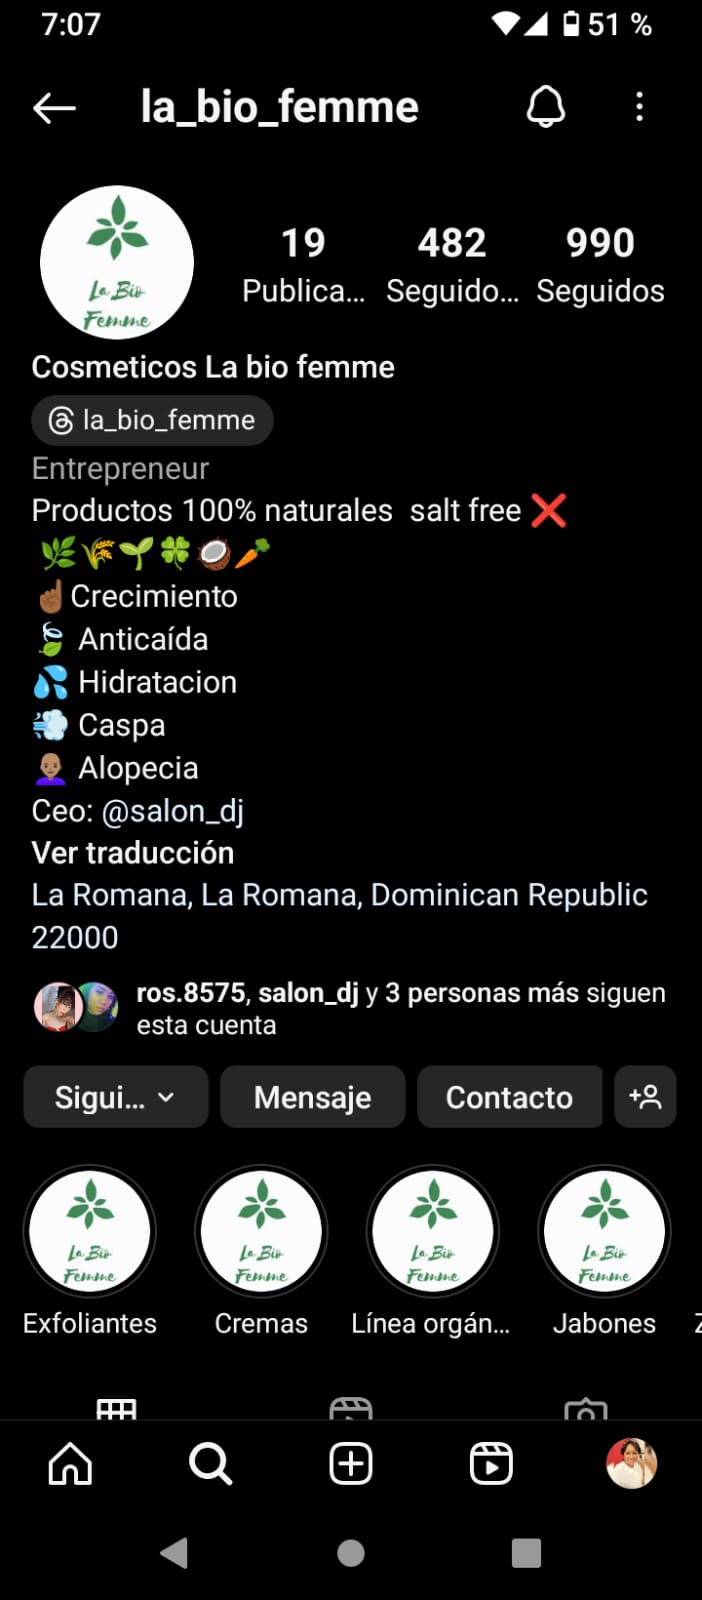 7:07 51 %
la_bio_femme
La Bio
Femme
19 482 990
Publica... Seguido... Seguidos
Cosmeticos La bio femme
la_bio_femme
Entrepreneur
Productos 100% naturales salt free ❌
🌿🌾🌱🍀🥥🥕
☝🏾Crecimiento
🍃 Anticaída
💦 Hidratacion
💨 Caspa
👩🏽‍🦲 Alopecia
Ceo: @salon_dj
Ver traducción
La Romana, La Romana, Dominican Republic
22000
ros.8575, salon_dj y 3 personas más siguen
esta cuenta
Sigui... Mensaje Contacto
La Bio
Femme
La Bio
Femme
La Bio
Femme
La Bio
Femme
Exfoliantes Cremas Línea orgán... Jabones